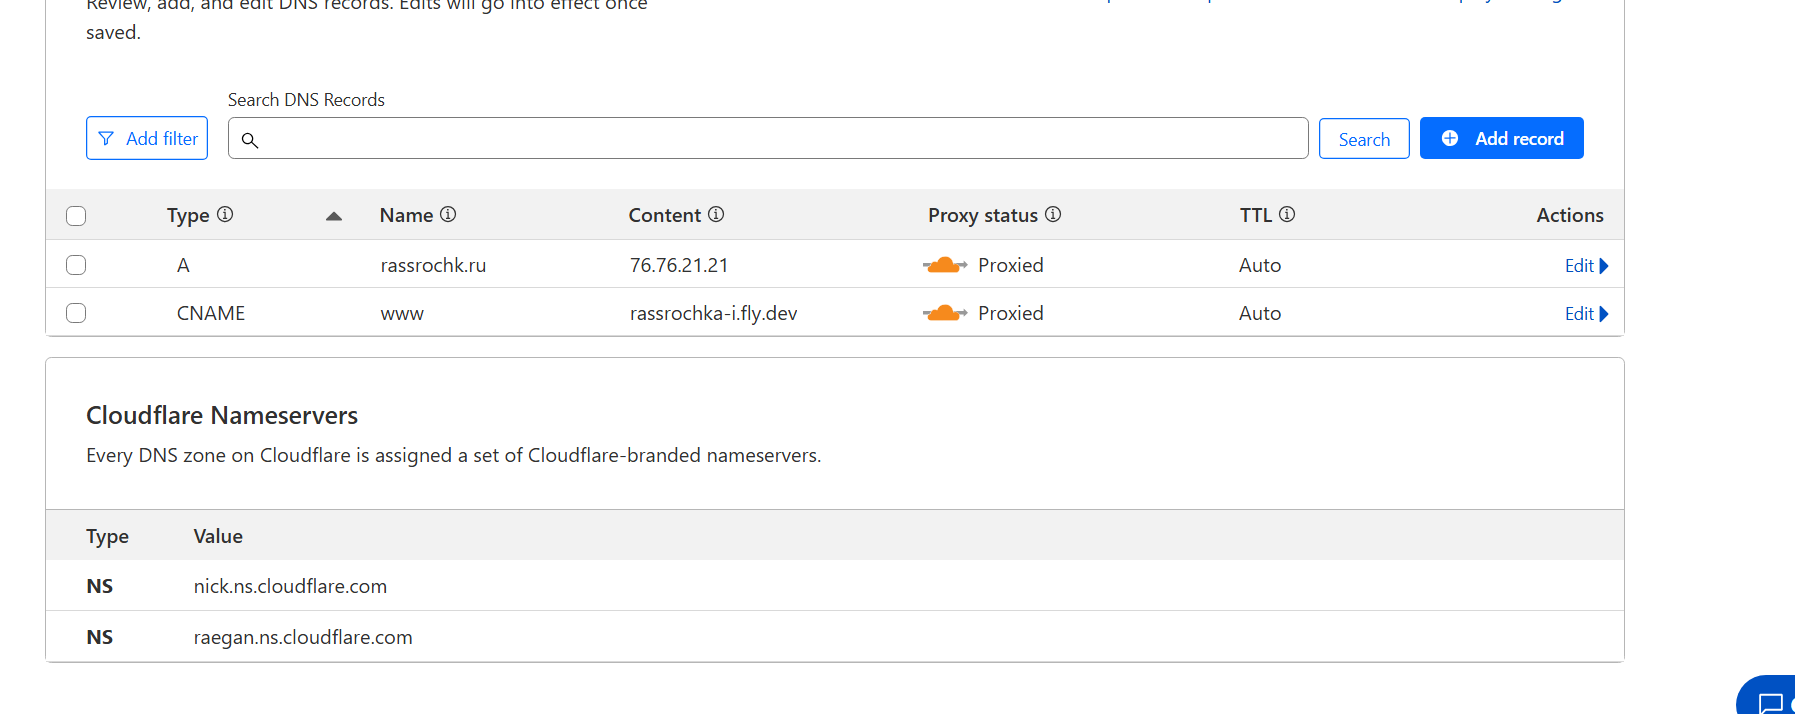 Review, add, and edit DNS records. Edits will go into effect once
saved.
Search DNS Records
Add filter
Search
Add record
Type Name Content Proxy status TTL Actions
A rassrochk.ru 76.76.21.21 Proxied Auto Edit
CNAME www rassrochka-i.fly.dev Proxied Auto Edit
Cloudflare Nameservers
Every DNS zone on Cloudflare is assigned a set of Cloudflare-branded nameservers.
Type Value
NS nick.ns.cloudflare.com
NS raegan.ns.cloudflare.com